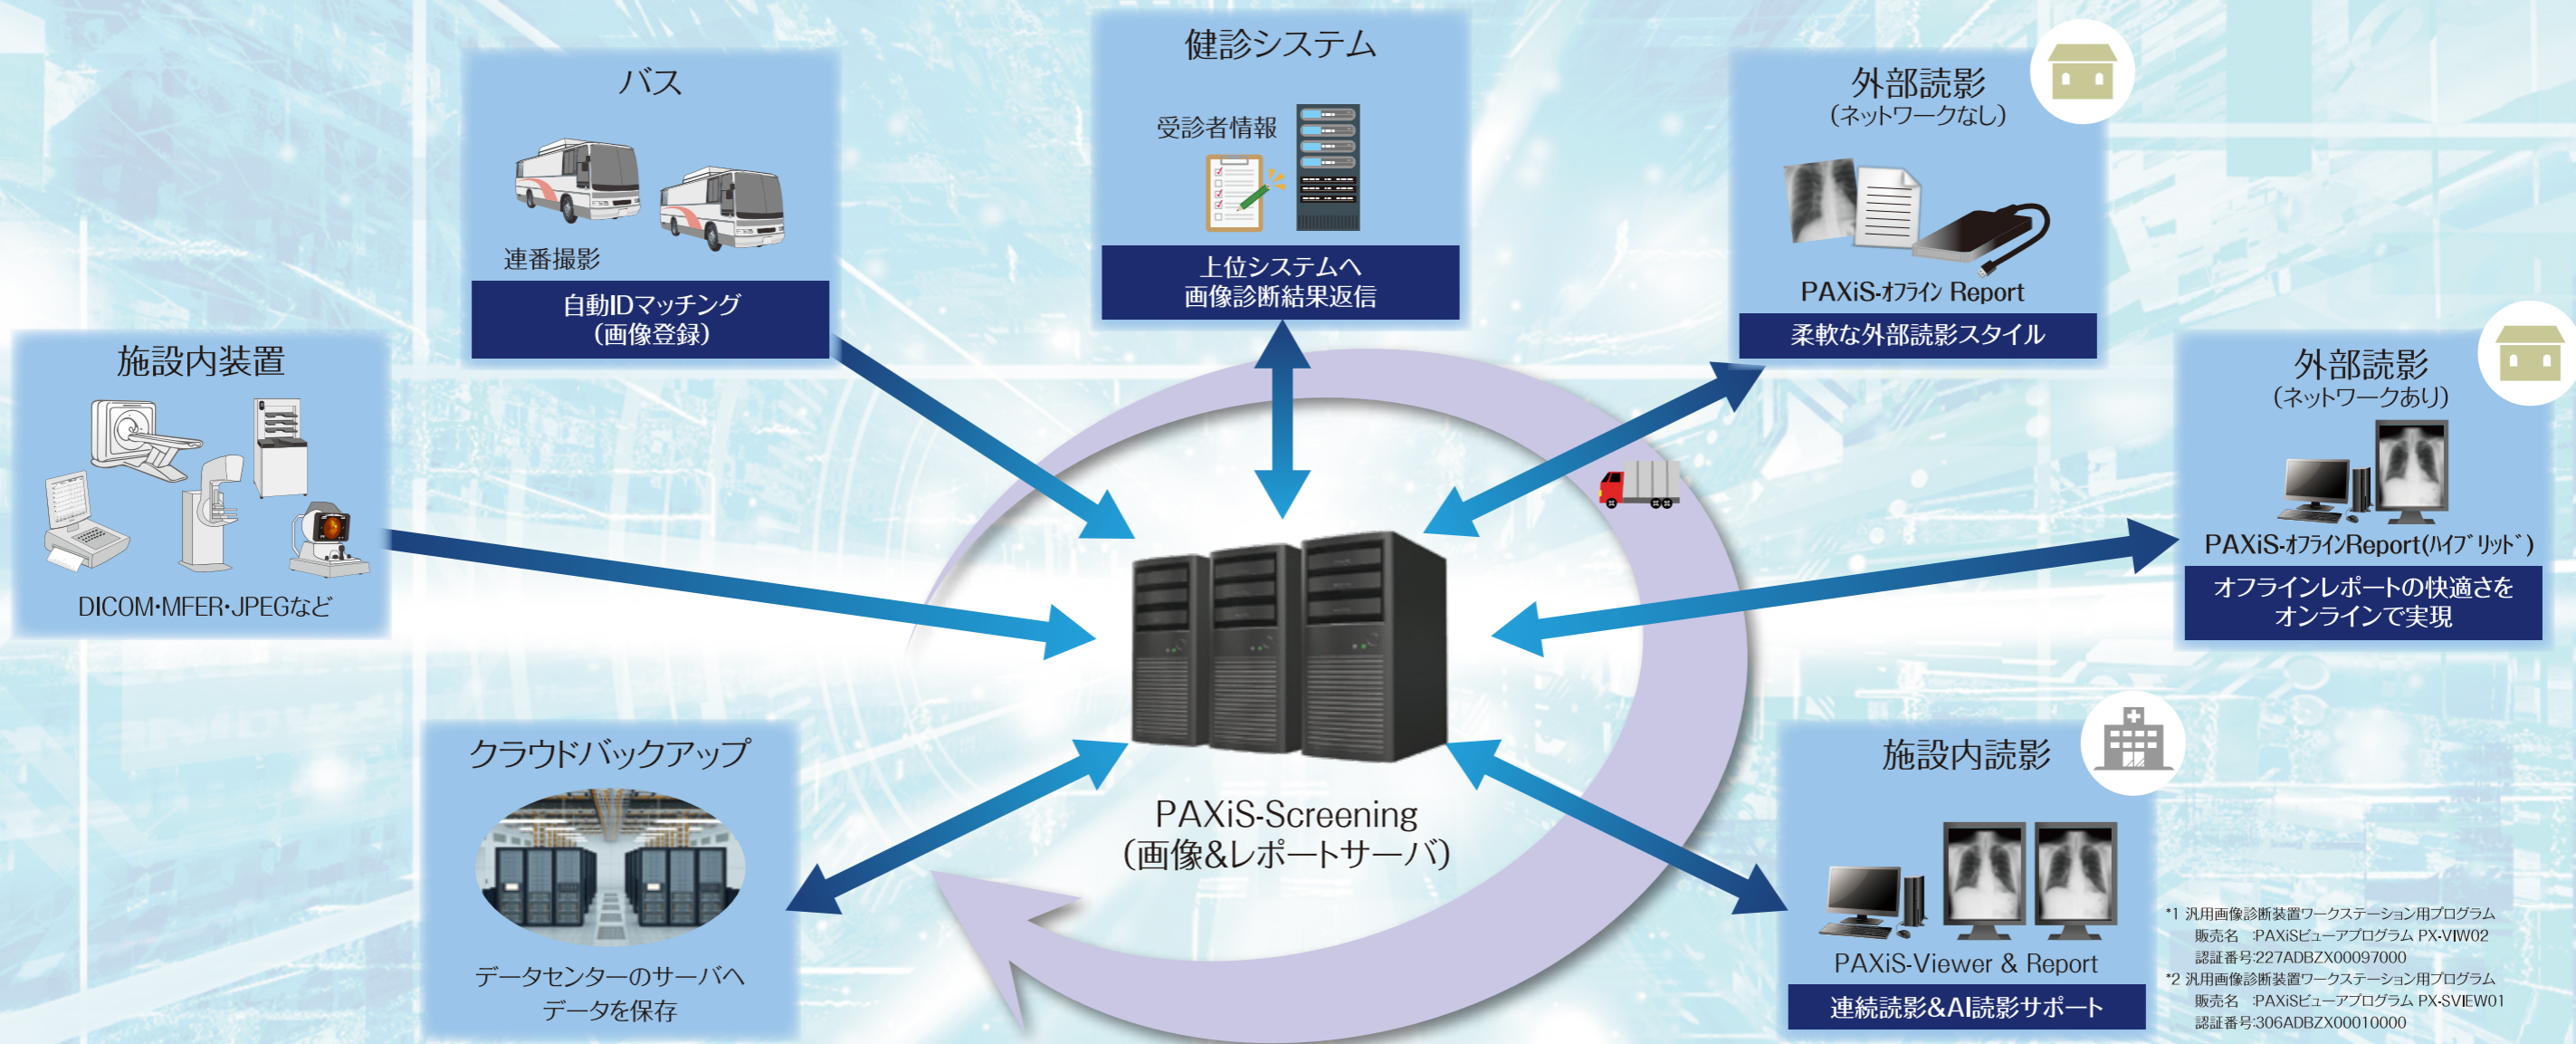 バス
連番撮影
自動IDマッチング
(画像登録)
健診システム
受診者情報
上位システムへ
画像診断結果返信
外部読影
(ネットワークなし)
PAXiS-ｵﾌﾗｲﾝ Report
柔軟な外部読影スタイル
施設内装置
DICOM・MFER・JPEGなど
外部読影
(ネットワークあり)
PAXiS-ｵﾌﾗｲﾝReport(ﾊｲﾌﾞﾘｯﾄﾞ)
オフラインレポートの快適さを
オンラインで実現
PAXiS-Screening
(画像&レポートサーバ)
クラウドバックアップ
データセンターのサーバへ
データを保存
施設内読影
PAXiS-Viewer & Report
連続読影&AI読影サポート
*1 汎用画像診断装置ワークステーション用プログラム
販売名 :PAXiSビューアプログラム PX-VIW02
認証番号:227ADBZX00097000
*2 汎用画像診断装置ワークステーション用プログラム
販売名 :PAXiSビューアプログラム PX-SVIEW01
認証番号:306ADBZX00010000